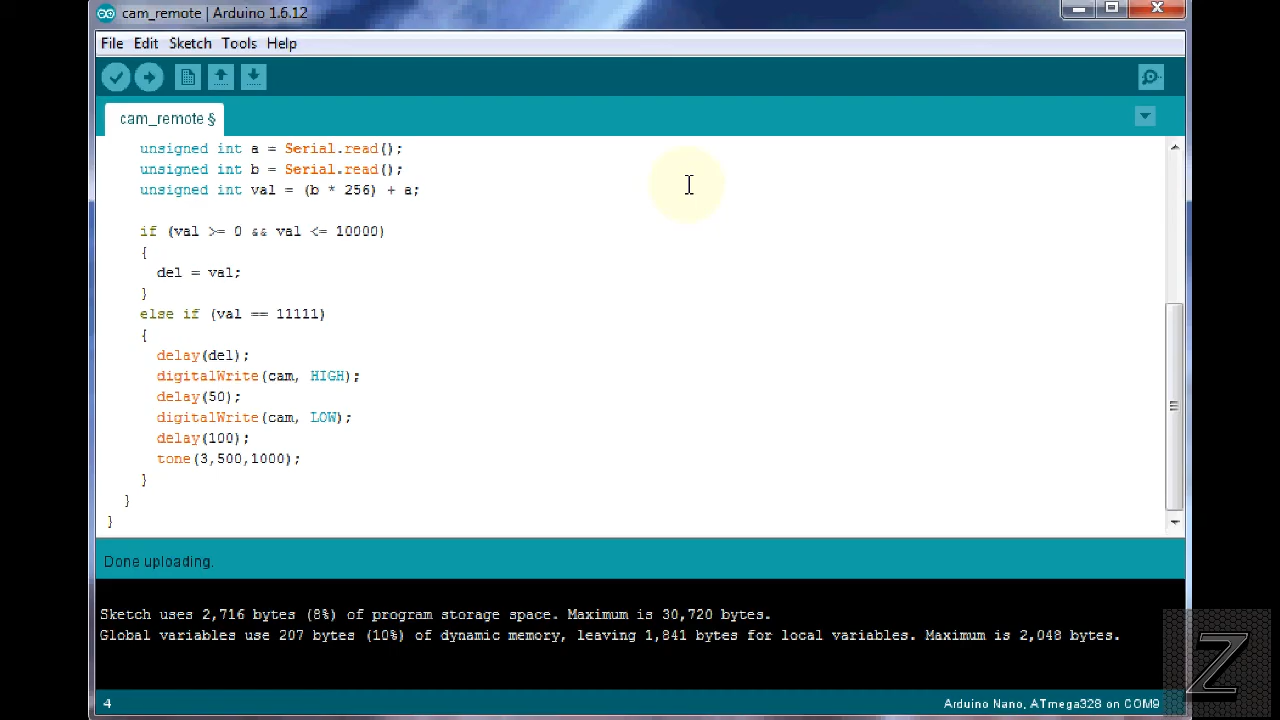 cam_remote | Arduino 1.6.12
File Edit Sketch Tools Help
cam_remote §
unsigned int a = Serial.read();
unsigned int b = Serial.read();
unsigned int val = (b * 256) + a;
if (val >= 0 && val <= 10000)
{
del = val;
}
else if (val == 11111)
{
delay(del);
digitalWrite(cam, HIGH);
delay(50);
digitalWrite(cam, LOW);
delay(100);
tone(3,500,1000);
}
}
}
Done uploading.
Sketch uses 2,716 bytes (8%) of program storage space. Maximum is 30,720 bytes.
Global variables use 207 bytes (10%) of dynamic memory, leaving 1,841 bytes for local variables. Maximum is 2,048 bytes.
4
Arduino Nano, ATmega328 on COM9
Z